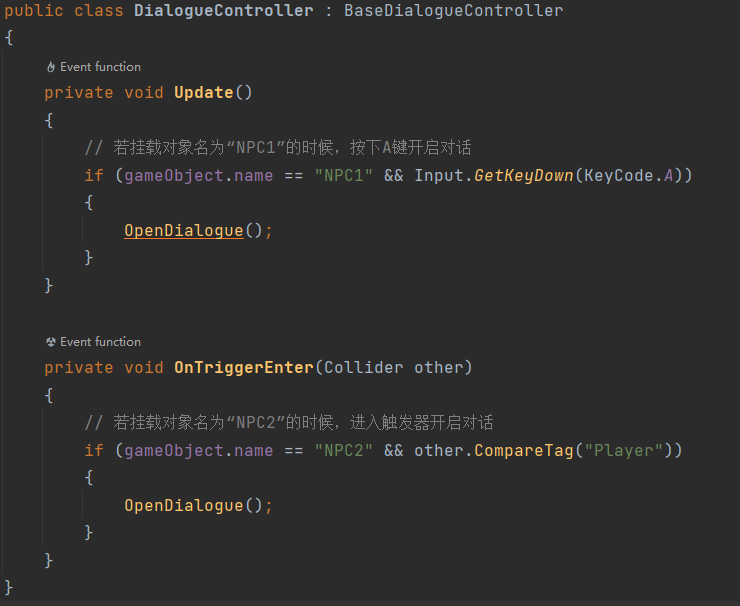 public class DialogueController : BaseDialogueController
{
Event function
private void Update()
{
// 若挂载对象名为“NPC1”的时候，按下A键开启对话
if (gameObject.name == "NPC1" && Input.GetKeyDown(KeyCode.A))
{
OpenDialogue();
}
}
Event function
private void OnTriggerEnter(Collider other)
{
// 若挂载对象名为“NPC2”的时候，进入触发器开启对话
if (gameObject.name == "NPC2" && other.CompareTag("Player"))
{
OpenDialogue();
}
}
}